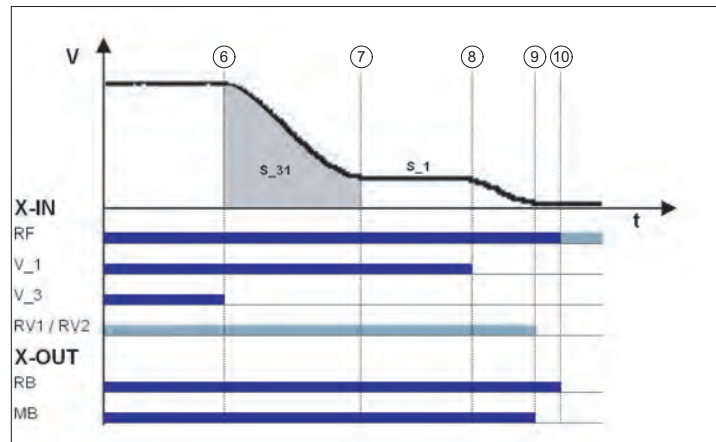 6 7 8 9 10
V
S_31
S_1
t
X-IN
RF
V_1
V_3
RV1 / RV2
X-OUT
RB
MB